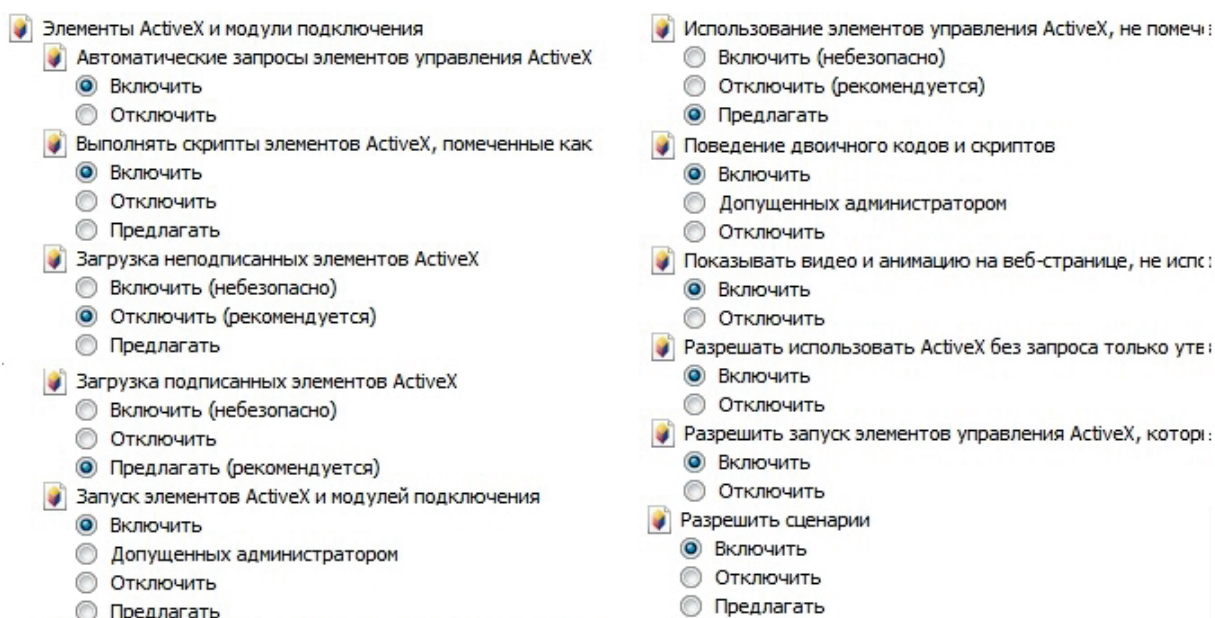 Элементы ActiveX и модули подключения
Автоматические запросы элементов управления ActiveX
Включить
Отключить
Выполнять скрипты элементов ActiveX, помеченные как
Включить
Отключить
Предлагать
Загрузка неподписанных элементов ActiveX
Включить (небезопасно)
Отключить (рекомендуется)
Предлагать
Загрузка подписанных элементов ActiveX
Включить (небезопасно)
Отключить
Предлагать (рекомендуется)
Запуск элементов ActiveX и модулей подключения
Включить
Допущенных администратором
Отключить
Предлагать
Использование элементов управления ActiveX, не
Включить (небезопасно)
Отключить (рекомендуется)
Предлагать
Поведение двоичного кодов и скриптов
Включить
Допущенных администратором
Отключить
Показывать видео и анимацию на веб-странице, не
Включить
Отключить
Разрешать использовать ActiveX без запроса только
Включить
Отключить
Разрешить запуск элементов управления ActiveX,
Включить
Отключить
Разрешить сценарии
Включить
Отключить
Предлагать